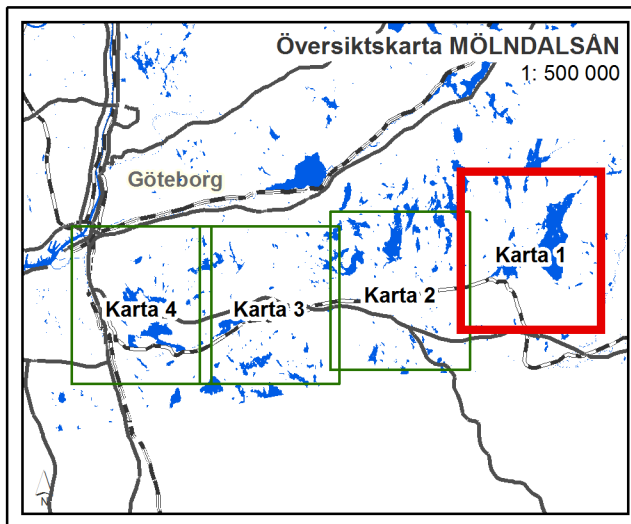 Översiktskarta MÖLNDALSÅN
1: 500 000
Göteborg
Karta 1
Karta 2
Karta 3
Karta 4
N